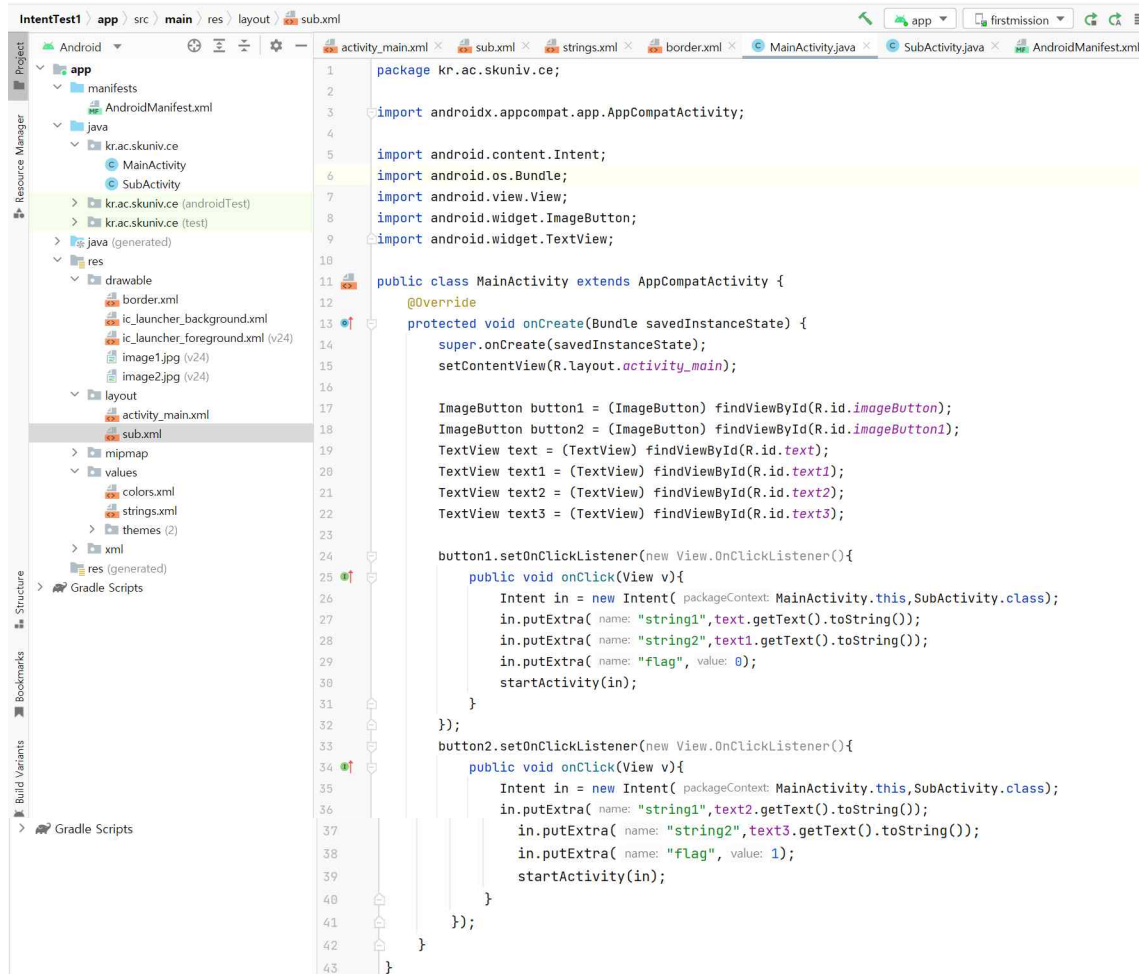 IntentTest1 app src main res layout sub.xml
app firstmission
Project
Android
activity_main.xml sub.xml strings.xml border.xml MainActivity.java SubActivity.java AndroidManifest.xml
app
manifests
AndroidManifest.xml
java
kr.ac.skuniv.ce
MainActivity
SubActivity
kr.ac.skuniv.ce (androidTest)
kr.ac.skuniv.ce (test)
java (generated)
res
drawable
border.xml
ic_launcher_background.xml
ic_launcher_foreground.xml (v24)
image1.jpg (v24)
image2.jpg (v24)
layout
activity_main.xml
sub.xml
mipmap
values
colors.xml
strings.xml
themes (2)
xml
res (generated)
Gradle Scripts
Gradle Scripts
Resource Manager
Structure
Bookmarks
Build Variants
1 package kr.ac.skuniv.ce;
2
3 import androidx.appcompat.app.AppCompatActivity;
4
5 import android.content.Intent;
6 import android.os.Bundle;
7 import android.view.View;
8 import android.widget.ImageButton;
9 import android.widget.TextView;
10
11 public class MainActivity extends AppCompatActivity {
12 @Override
13 protected void onCreate(Bundle savedInstanceState) {
14 super.onCreate(savedInstanceState);
15 setContentView(R.layout.activity_main);
16
17 ImageButton button1 = (ImageButton) findViewById(R.id.imageButton);
18 ImageButton button2 = (ImageButton) findViewById(R.id.imageButton1);
19 TextView text = (TextView) findViewById(R.id.text);
20 TextView text1 = (TextView) findViewById(R.id.text1);
21 TextView text2 = (TextView) findViewById(R.id.text2);
22 TextView text3 = (TextView) findViewById(R.id.text3);
23
24 button1.setOnClickListener(new View.OnClickListener(){
25 public void onClick(View v){
26 Intent in = new Intent( packageContext: MainActivity.this,SubActivity.class);
27 in.putExtra( name: "string1",text.getText().toString());
28 in.putExtra( name: "string2",text1.getText().toString());
29 in.putExtra( name: "flag", value: 0);
30 startActivity(in);
31 }
32 });
33 button2.setOnClickListener(new View.OnClickListener(){
34 public void onClick(View v){
35 Intent in = new Intent( packageContext: MainActivity.this,SubActivity.class);
36 in.putExtra( name: "string1",text2.getText().toString());
37 in.putExtra( name: "string2",text3.getText().toString());
38 in.putExtra( name: "flag", value: 1);
39 startActivity(in);
40 }
41 });
42 }
43 }